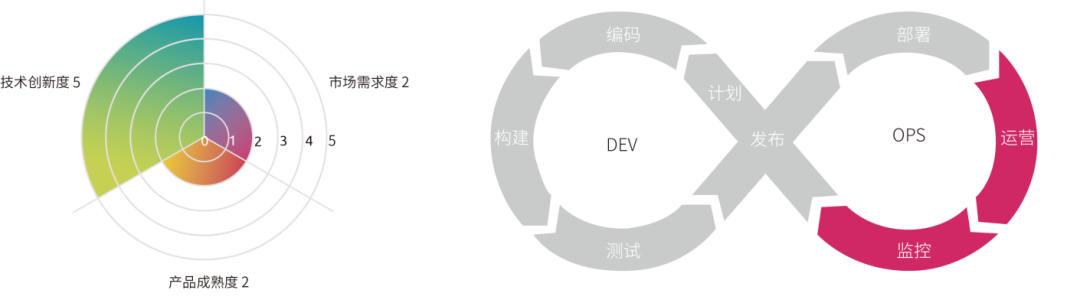 技术创新度 5
市场需求度 2
0 1 2 3 4 5
产品成熟度 2
编码
计划
构建
DEV
测试
发布
部署
OPS
运营
监控